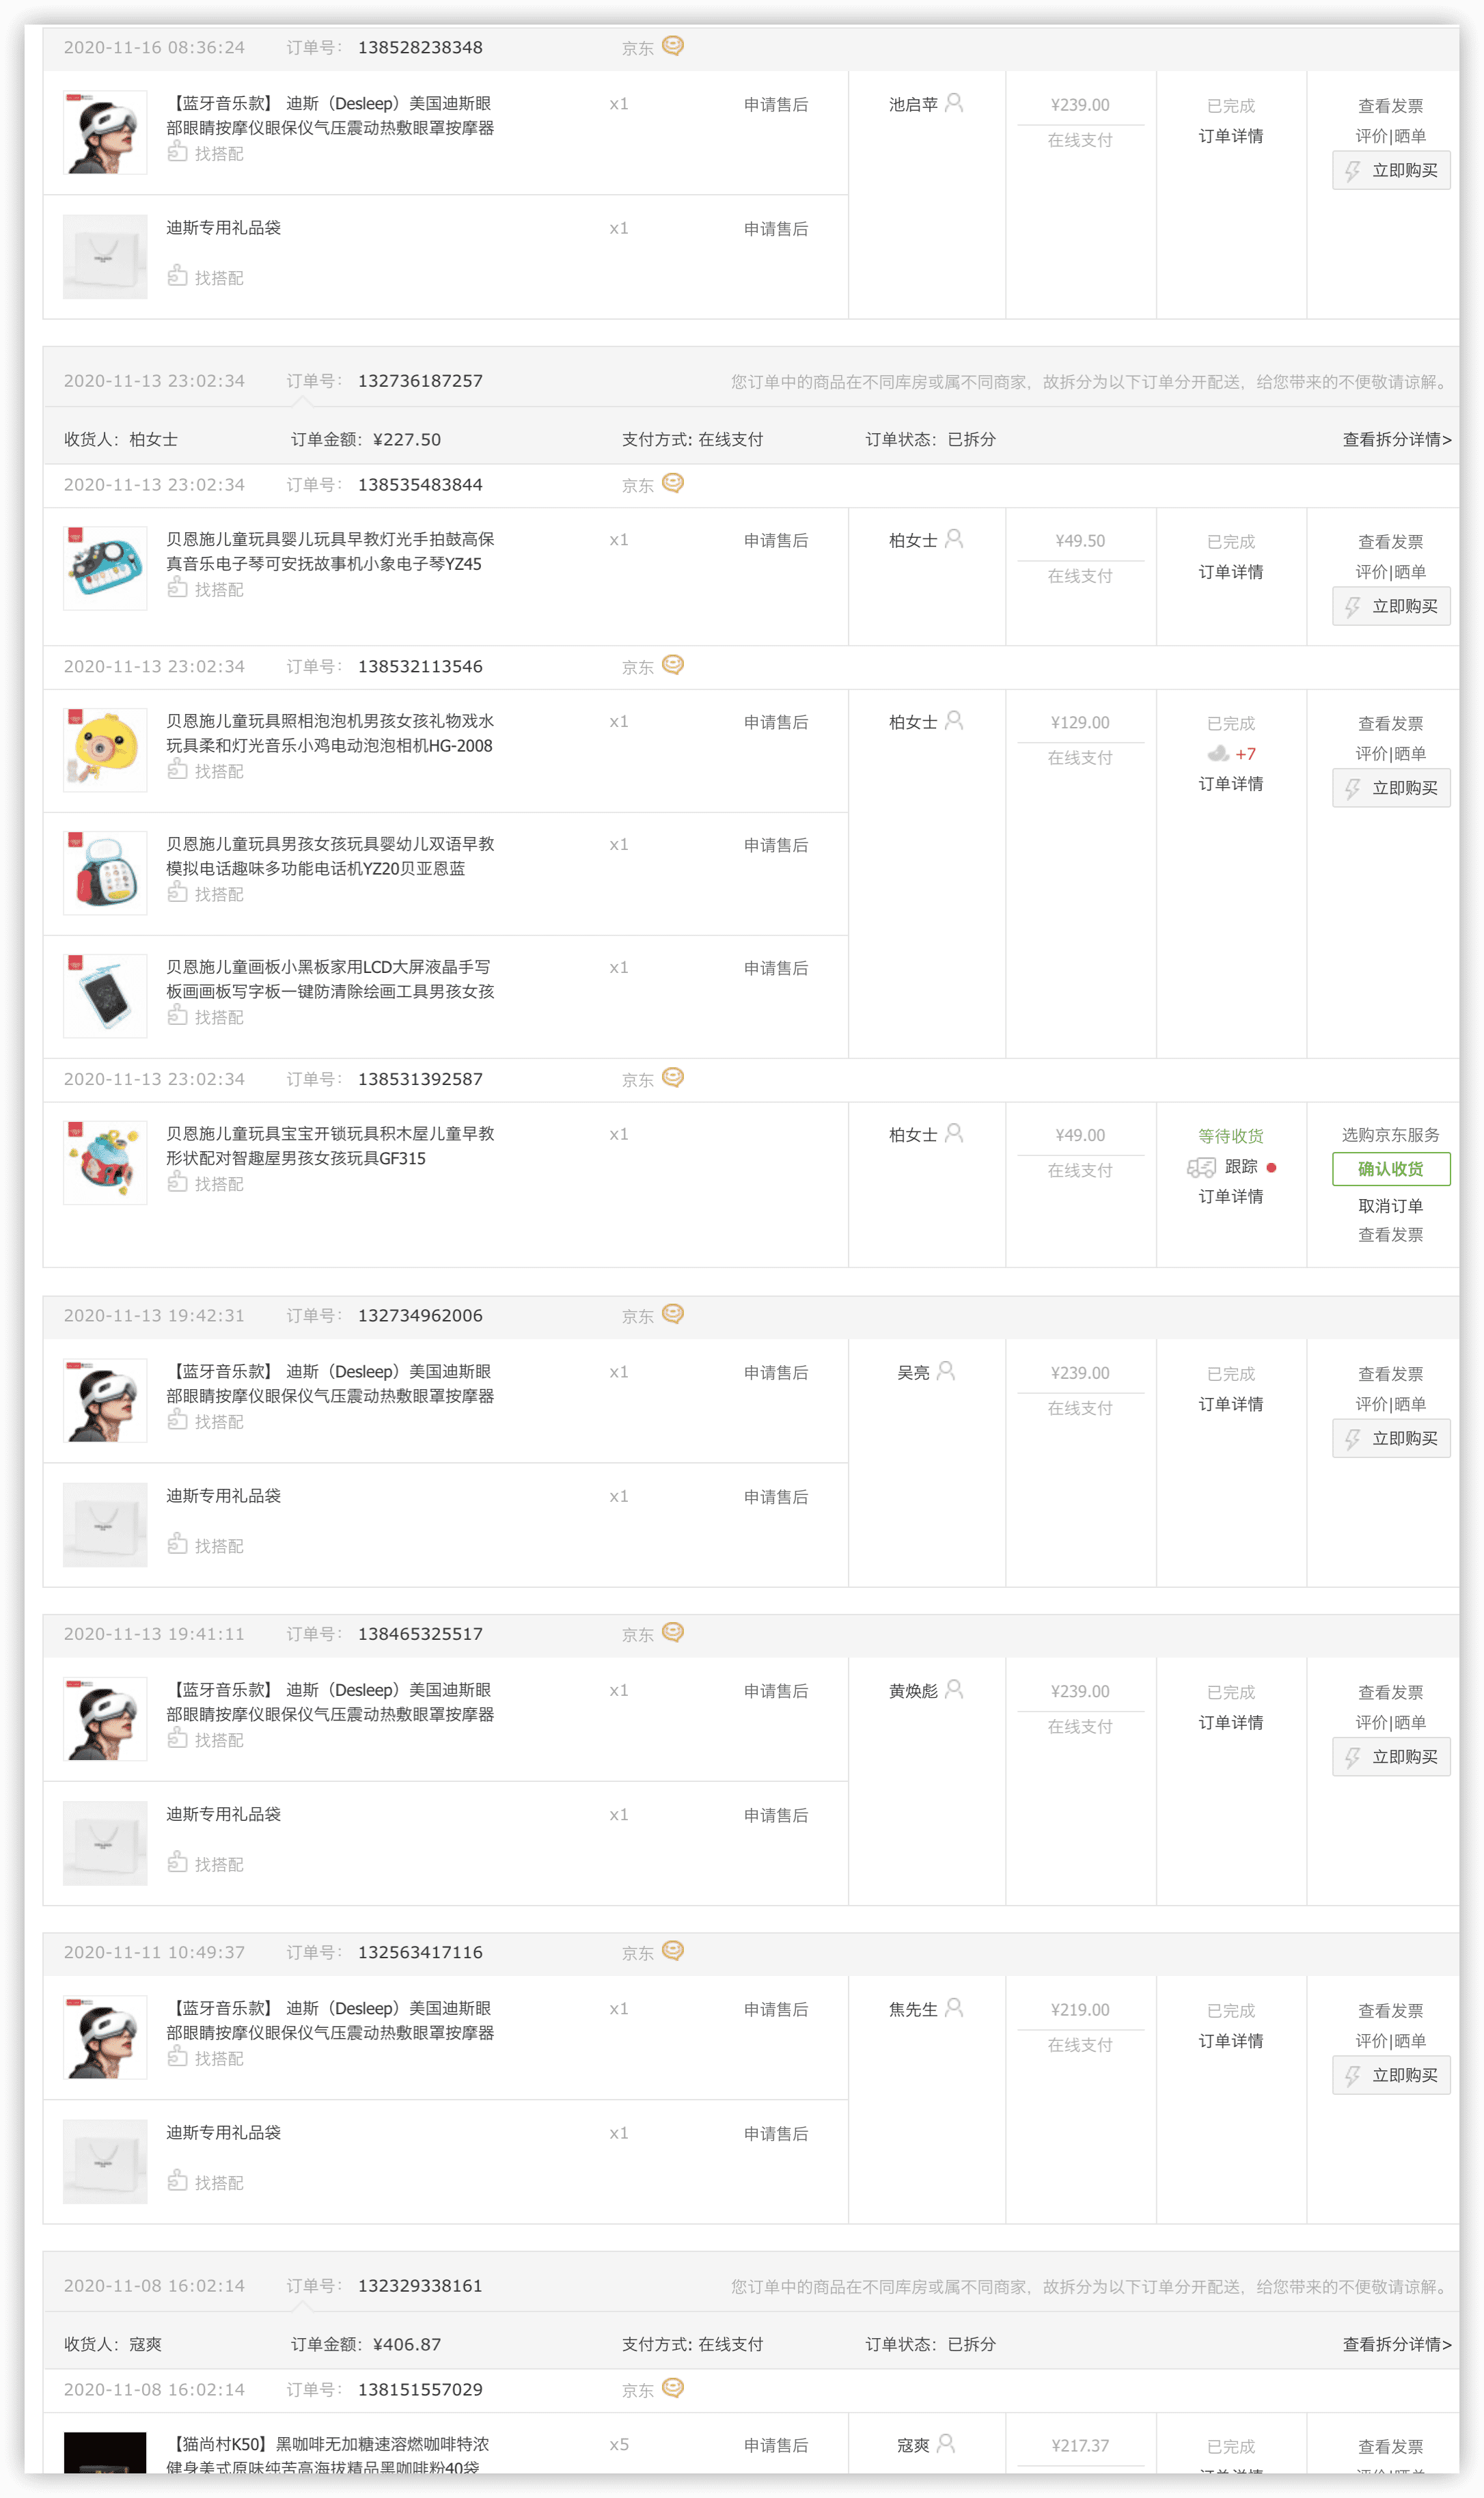 2020-11-16 08:36:24 订单号： 138528238348 京东
【蓝牙音乐款】 迪斯（Desleep）美国迪斯眼 x1 申请售后 池启苹 ¥239.00 已完成 查看发票
部眼睛按摩仪眼保仪气压震动热敷眼罩按摩器 在线支付 订单详情 评价|晒单
找搭配 立即购买
迪斯专用礼品袋 x1 申请售后
找搭配
2020-11-13 23:02:34 订单号： 132736187257 您订单中的商品在不同库房或属不同商家，故拆分为以下订单分开配送，给您带来的不便敬请谅解。
收货人：柏女士 订单金额：¥227.50 支付方式: 在线支付 订单状态：已拆分 查看拆分详情>
2020-11-13 23:02:34 订单号： 138535483844 京东
贝恩施儿童玩具婴儿玩具早教灯光手拍鼓高保 x1 申请售后 柏女士 ¥49.50 已完成 查看发票
真音乐电子琴可安抚故事机小象电子琴YZ45 在线支付 订单详情 评价|晒单
找搭配 立即购买
2020-11-13 23:02:34 订单号： 138532113546 京东
贝恩施儿童玩具照相泡泡机男孩女孩礼物戏水 x1 申请售后 柏女士 ¥129.00 已完成 查看发票
玩具柔和灯光音乐小鸡电动泡泡相机HG-2008 在线支付 +7 评价|晒单
找搭配 订单详情 立即购买
贝恩施儿童玩具男孩女孩玩具婴幼儿双语早教 x1 申请售后
模拟电话趣味多功能电话机YZ20贝亚恩蓝
找搭配
贝恩施儿童画板小黑板家用LCD大屏液晶手写 x1 申请售后
板画画板写字板一键防清除绘画工具男孩女孩
找搭配
2020-11-13 23:02:34 订单号： 138531392587 京东
贝恩施儿童玩具宝宝开锁玩具积木屋儿童早教 x1 柏女士 ¥49.00 等待收货 选购京东服务
形状配对智趣屋男孩女孩玩具GF315 在线支付 跟踪 确认收货
找搭配 订单详情 取消订单
查看发票
2020-11-13 19:42:31 订单号： 132734962006 京东
【蓝牙音乐款】 迪斯（Desleep）美国迪斯眼 x1 申请售后 吴亮 ¥239.00 已完成 查看发票
部眼睛按摩仪眼保仪气压震动热敷眼罩按摩器 在线支付 订单详情 评价|晒单
找搭配 立即购买
迪斯专用礼品袋 x1 申请售后
找搭配
2020-11-13 19:41:11 订单号： 138465325517 京东
【蓝牙音乐款】 迪斯（Desleep）美国迪斯眼 x1 申请售后 黄焕彪 ¥239.00 已完成 查看发票
部眼睛按摩仪眼保仪气压震动热敷眼罩按摩器 在线支付 订单详情 评价|晒单
找搭配 立即购买
迪斯专用礼品袋 x1 申请售后
找搭配
2020-11-11 10:49:37 订单号： 132563417116 京东
【蓝牙音乐款】 迪斯（Desleep）美国迪斯眼 x1 申请售后 焦先生 ¥219.00 已完成 查看发票
部眼睛按摩仪眼保仪气压震动热敷眼罩按摩器 在线支付 订单详情 评价|晒单
找搭配 立即购买
迪斯专用礼品袋 x1 申请售后
找搭配
2020-11-08 16:02:14 订单号： 132329338161 您订单中的商品在不同库房或属不同商家，故拆分为以下订单分开配送，给您带来的不便敬请谅解。
收货人：寇爽 订单金额：¥406.87 支付方式: 在线支付 订单状态：已拆分 查看拆分详情>
2020-11-08 16:02:14 订单号： 138151557029 京东
【猫尚村K50】黑咖啡无加糖速溶燃咖啡特浓 x5 申请售后 寇爽 ¥217.37 已完成 查看发票
健身美式原味纯苦高海拔精品黑咖啡粉40袋